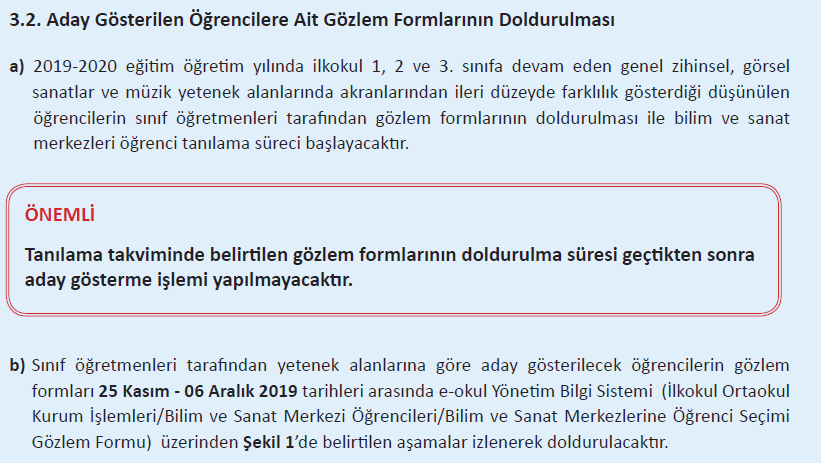 3.2. Aday Gösterilen Öğrencilere Ait Gözlem Formlarının Doldurulması
a) 2019-2020 eğitim öğretim yılında ilkokul 1, 2 ve 3. sınıfa devam eden genel zihinsel, görsel
sanatlar ve müzik yetenek alanlarında akranlarından ileri düzeyde farklılık gösterdiği düşünülen
öğrencilerin sınıf öğretmenleri tarafından gözlem formlarının doldurulması ile bilim ve sanat
merkezleri öğrenci tanılama süreci başlayacaktır.
ÖNEMLİ
Tanılama takviminde belirtilen gözlem formlarının doldurulma süresi geçtikten sonra
aday gösterme işlemi yapılmayacaktır.
b) Sınıf öğretmenleri tarafından yetenek alanlarına göre aday gösterilecek öğrencilerin gözlem
formları 25 Kasım - 06 Aralık 2019 tarihleri arasında e-okul Yönetim Bilgi Sistemi (İlkokul Ortaokul
Kurum İşlemleri/Bilim ve Sanat Merkezi Öğrencileri/Bilim ve Sanat Merkezlerine Öğrenci Seçimi
Gözlem Formu) üzerinden Şekil 1'de belirtilen aşamalar izlenerek doldurulacaktır.